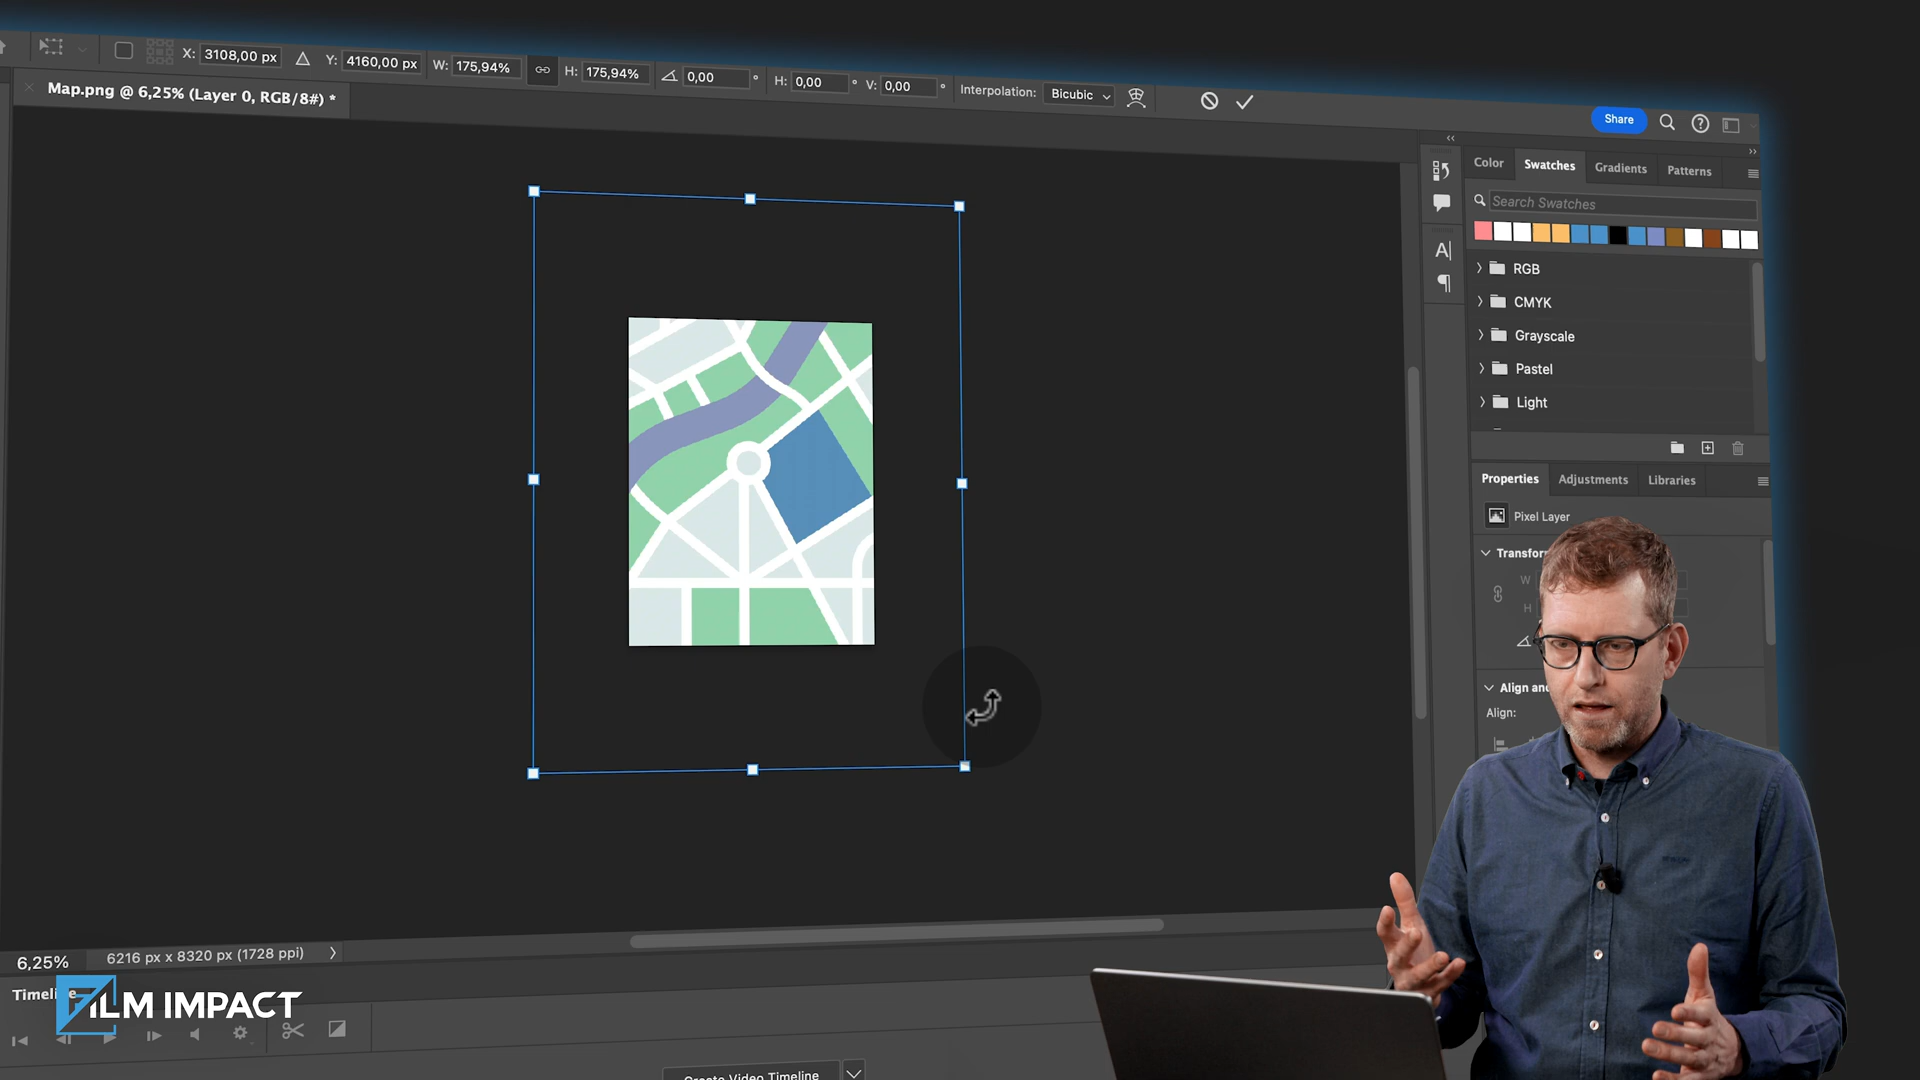 X: 3108,00 px Y: 4160,00 px W: 175,94% H: 175,94% 0,00 ° H: 0,00 ° V: 0,00 ° Interpolation: Bicubic
Map.png @ 6,25% (Layer 0, RGB/8#) *
Share
Color Swatches Gradients Patterns
Search Swatches
RGB
CMYK
Grayscale
Pastel
Light
Properties Adjustments Libraries
Pixel Layer
Transfor
W
H
Align an
Align:
6,25% 6216 px x 8320 px (1728 ppi)
Timeline
FILM IMPACT
Create Video Timeline